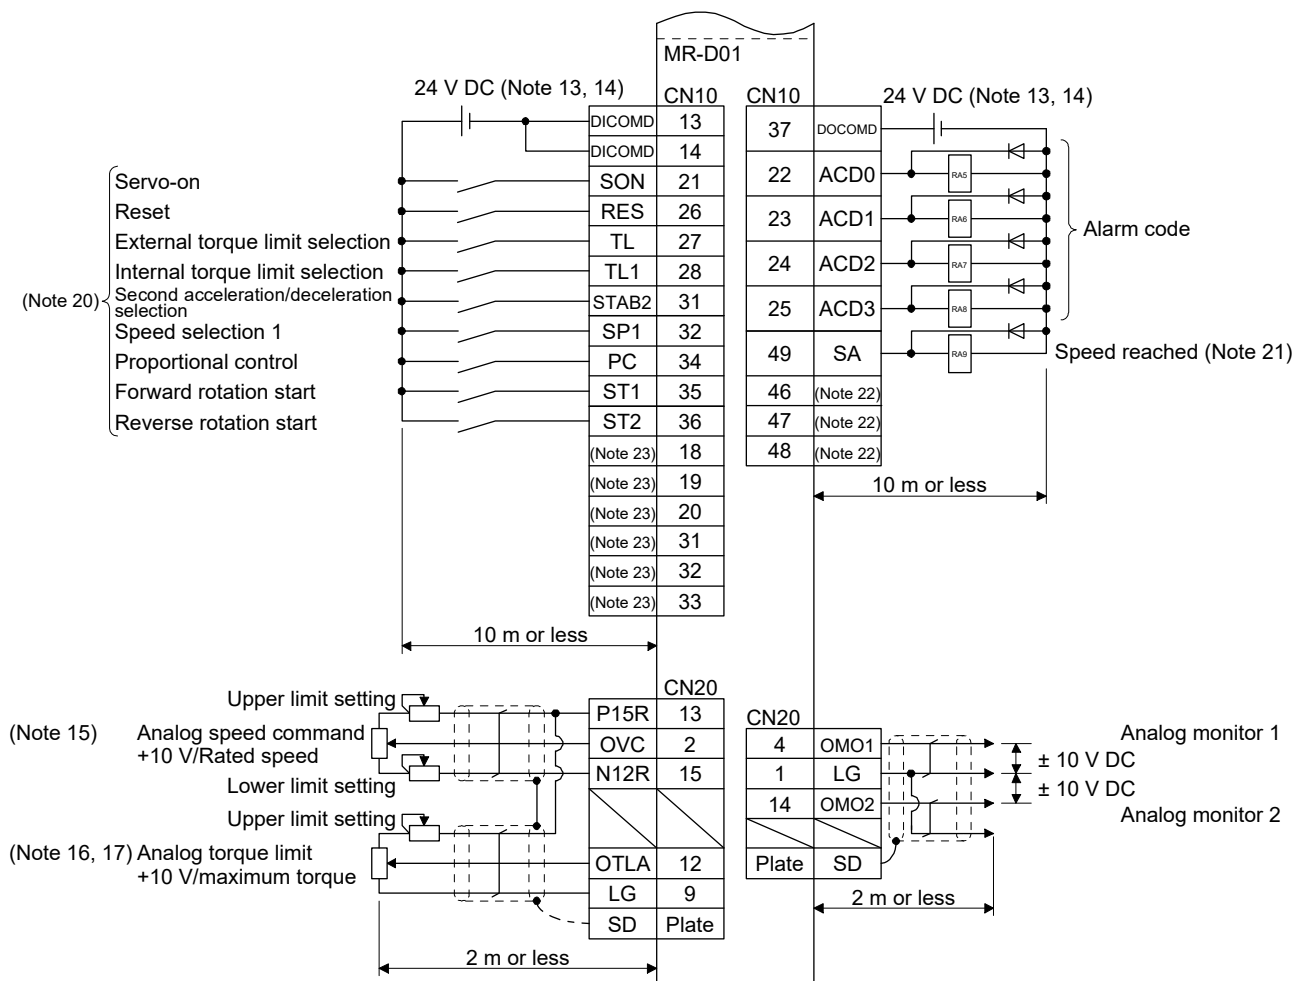 MR-D01
24 V DC (Note 13, 14)
CN10
DICOMD 13
DICOMD 14
(Note 20)
Servo-on SON 21
Reset RES 26
External torque limit selection TL 27
Internal torque limit selection TL1 28
Second acceleration/deceleration
selection
STAB2 31
Speed selection 1 SP1 32
Proportional control PC 34
Forward rotation start ST1 35
Reverse rotation start ST2 36
(Note 23) 18
(Note 23) 19
(Note 23) 20
(Note 23) 31
(Note 23) 32
(Note 23) 33
10 m or less
CN10
24 V DC (Note 13, 14)
37 DOCOMD
22 ACD0 RA5
23 ACD1 RA6
24 ACD2 RA7
25 ACD3 RA8
Alarm code
49 SA RA9 Speed reached (Note 21)
46 (Note 22)
47 (Note 22)
48 (Note 22)
10 m or less
CN20
Upper limit setting
P15R 13
(Note 15) Analog speed command
+10 V/Rated speed
OVC 2
N12R 15
Lower limit setting
Upper limit setting
(Note 16, 17) Analog torque limit
+10 V/maximum torque
OTLA 12
LG 9
SD Plate
2 m or less
CN20
4 OMO1 Analog monitor 1
± 10 V DC
1 LG
± 10 V DC
14 OMO2 Analog monitor 2
Plate SD
2 m or less